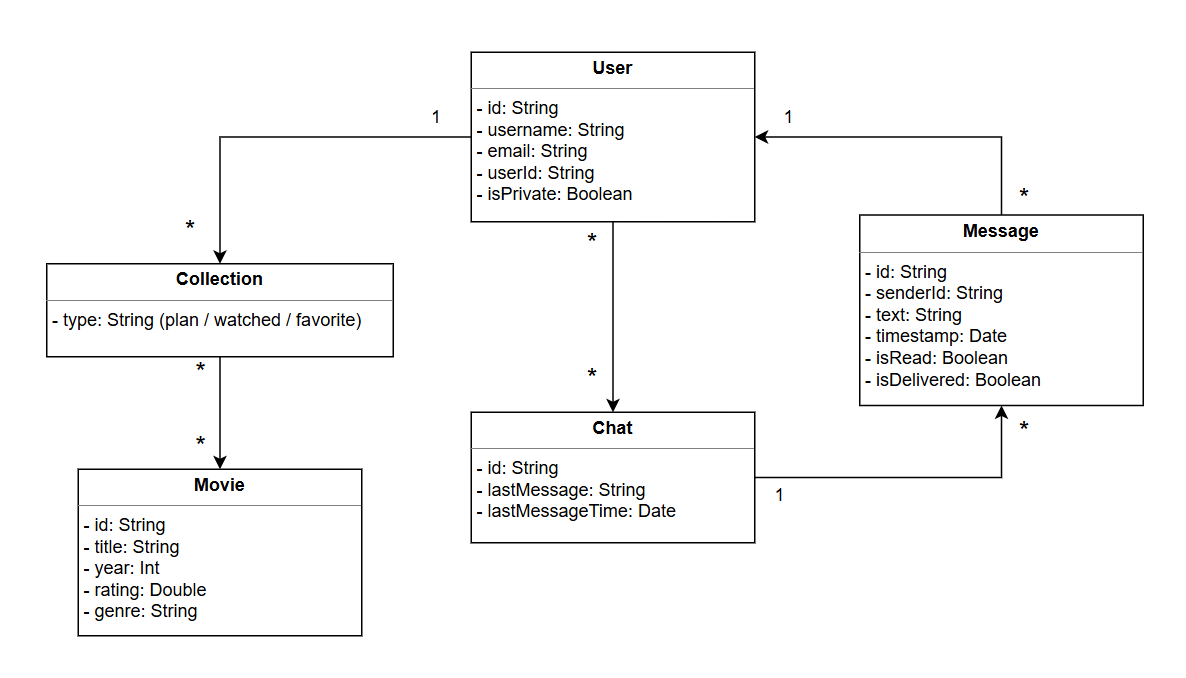 User
- id: String
- username: String
- email: String
- userId: String
- isPrivate: Boolean
1
*
1
*
*
*
Collection
- type: String (plan / watched / favorite)
*
*
Message
- id: String
- senderId: String
- text: String
- timestamp: Date
- isRead: Boolean
- isDelivered: Boolean
*
Chat
- id: String
- lastMessage: String
- lastMessageTime: Date
1
Movie
- id: String
- title: String
- year: Int
- rating: Double
- genre: String